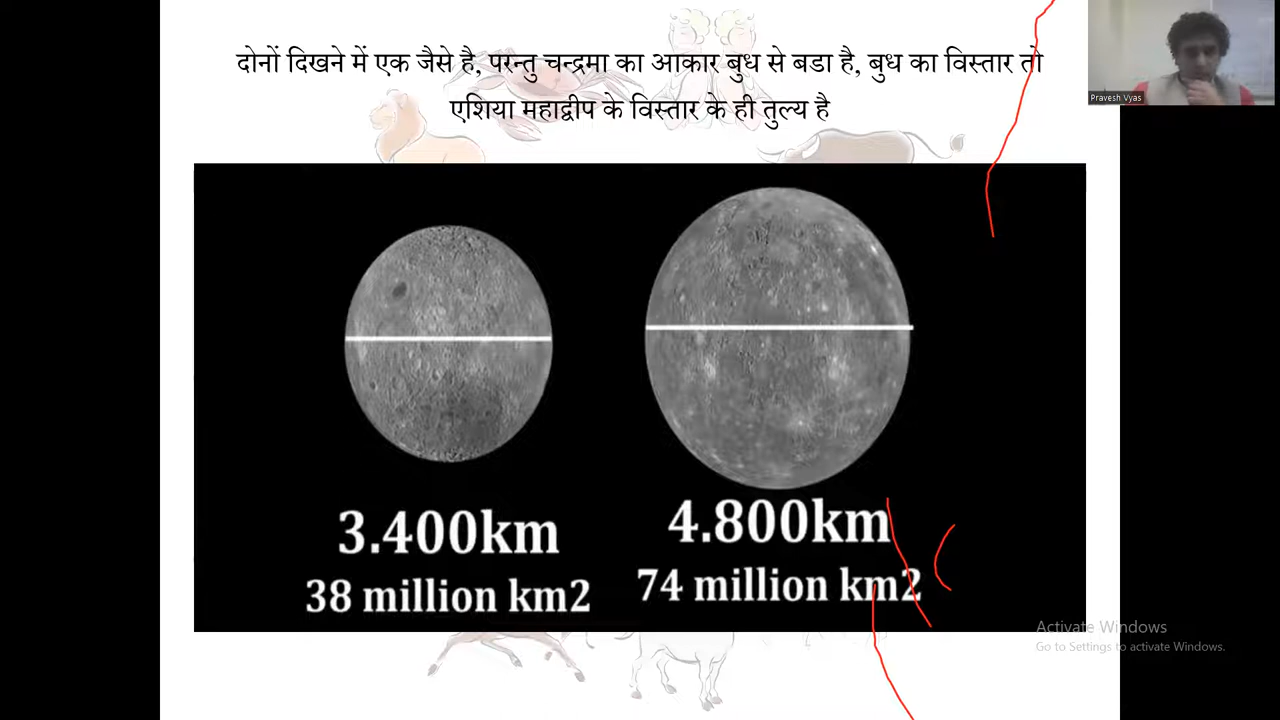 दोनों दिखने में एक जैसे है, परन्तु चन्द्रमा का आकार बुध से बडा है, बुध का विस्तार तो
एशिया महाद्वीप के विस्तार के ही तुल्य है
Pravesh Vyas
3.400km
38 million km2
4.800km
74 million km2
Activate Windows
Go to Settings to activate Windows.